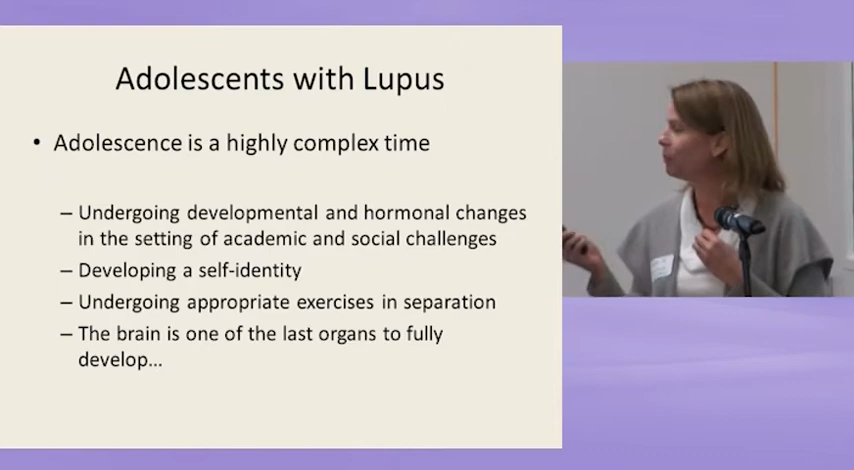 Adolescents with Lupus
• Adolescence is a highly complex time
– Undergoing developmental and hormonal changes
in the setting of academic and social challenges
– Developing a self-identity
– Undergoing appropriate exercises in separation
– The brain is one of the last organs to fully
develop...